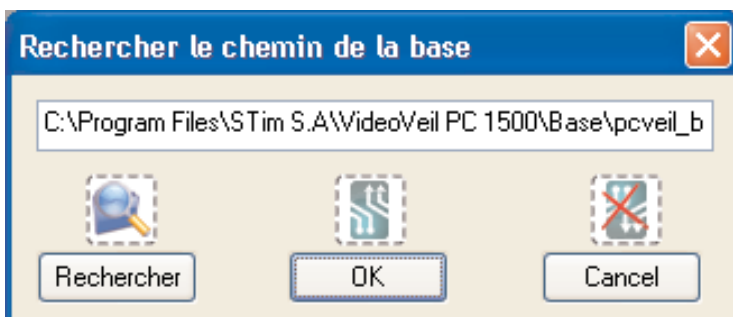 Rechercher le chemin de la base
C:\Program Files\STim S.A\VideoVeil PC 1500\Base\pcveil_b
Rechercher OK Cancel